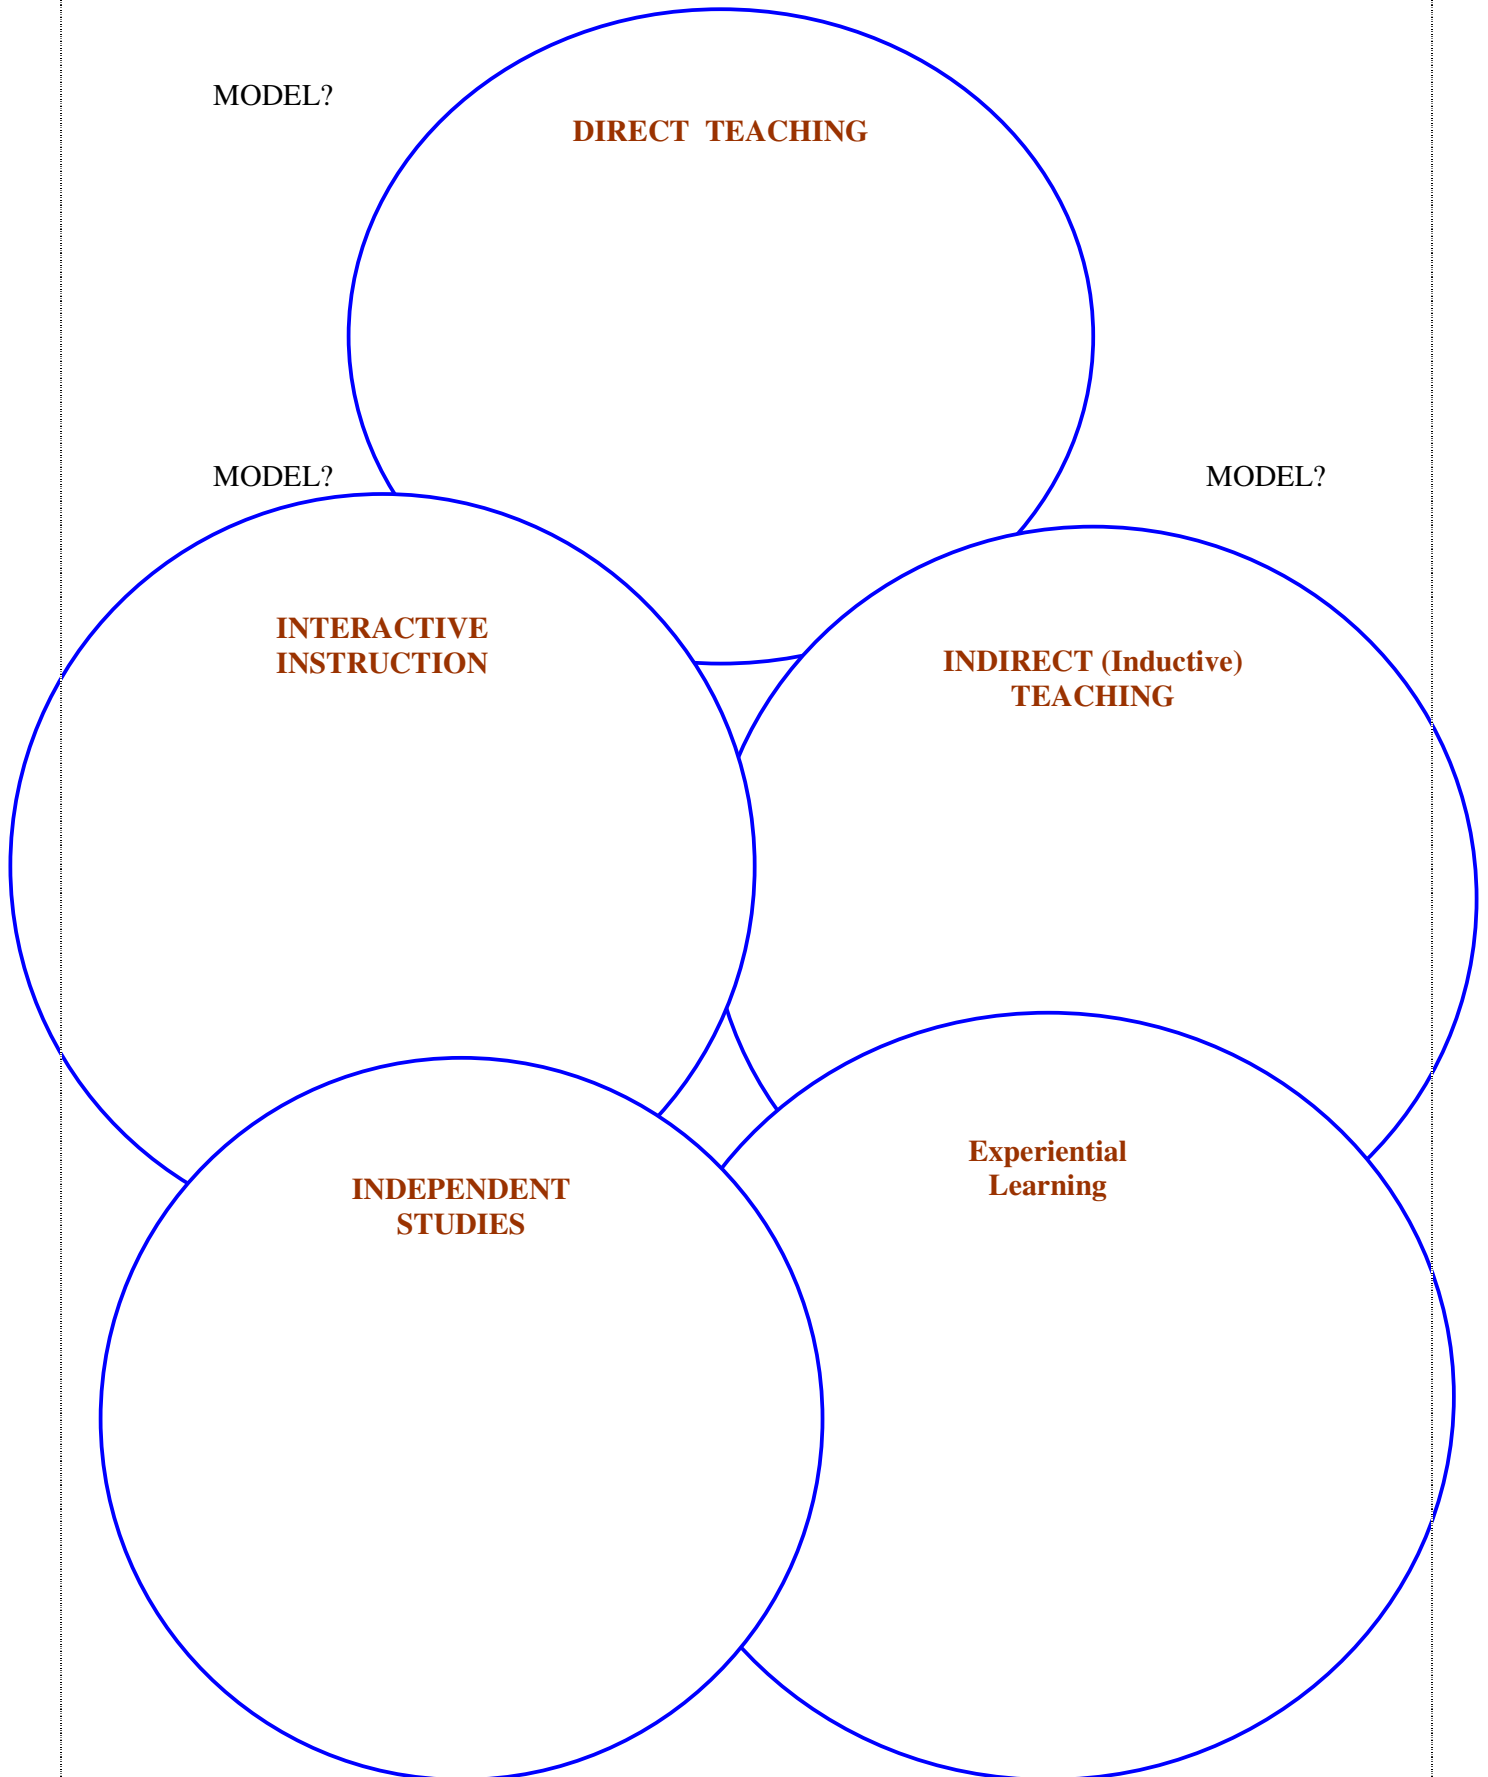 MODEL?
DIRECT  TEACHING
MODEL?
MODEL?
INTERACTIVE
INSTRUCTION
INDIRECT (Inductive)
TEACHING
Experiential
Learning
INDEPENDENT
STUDIES